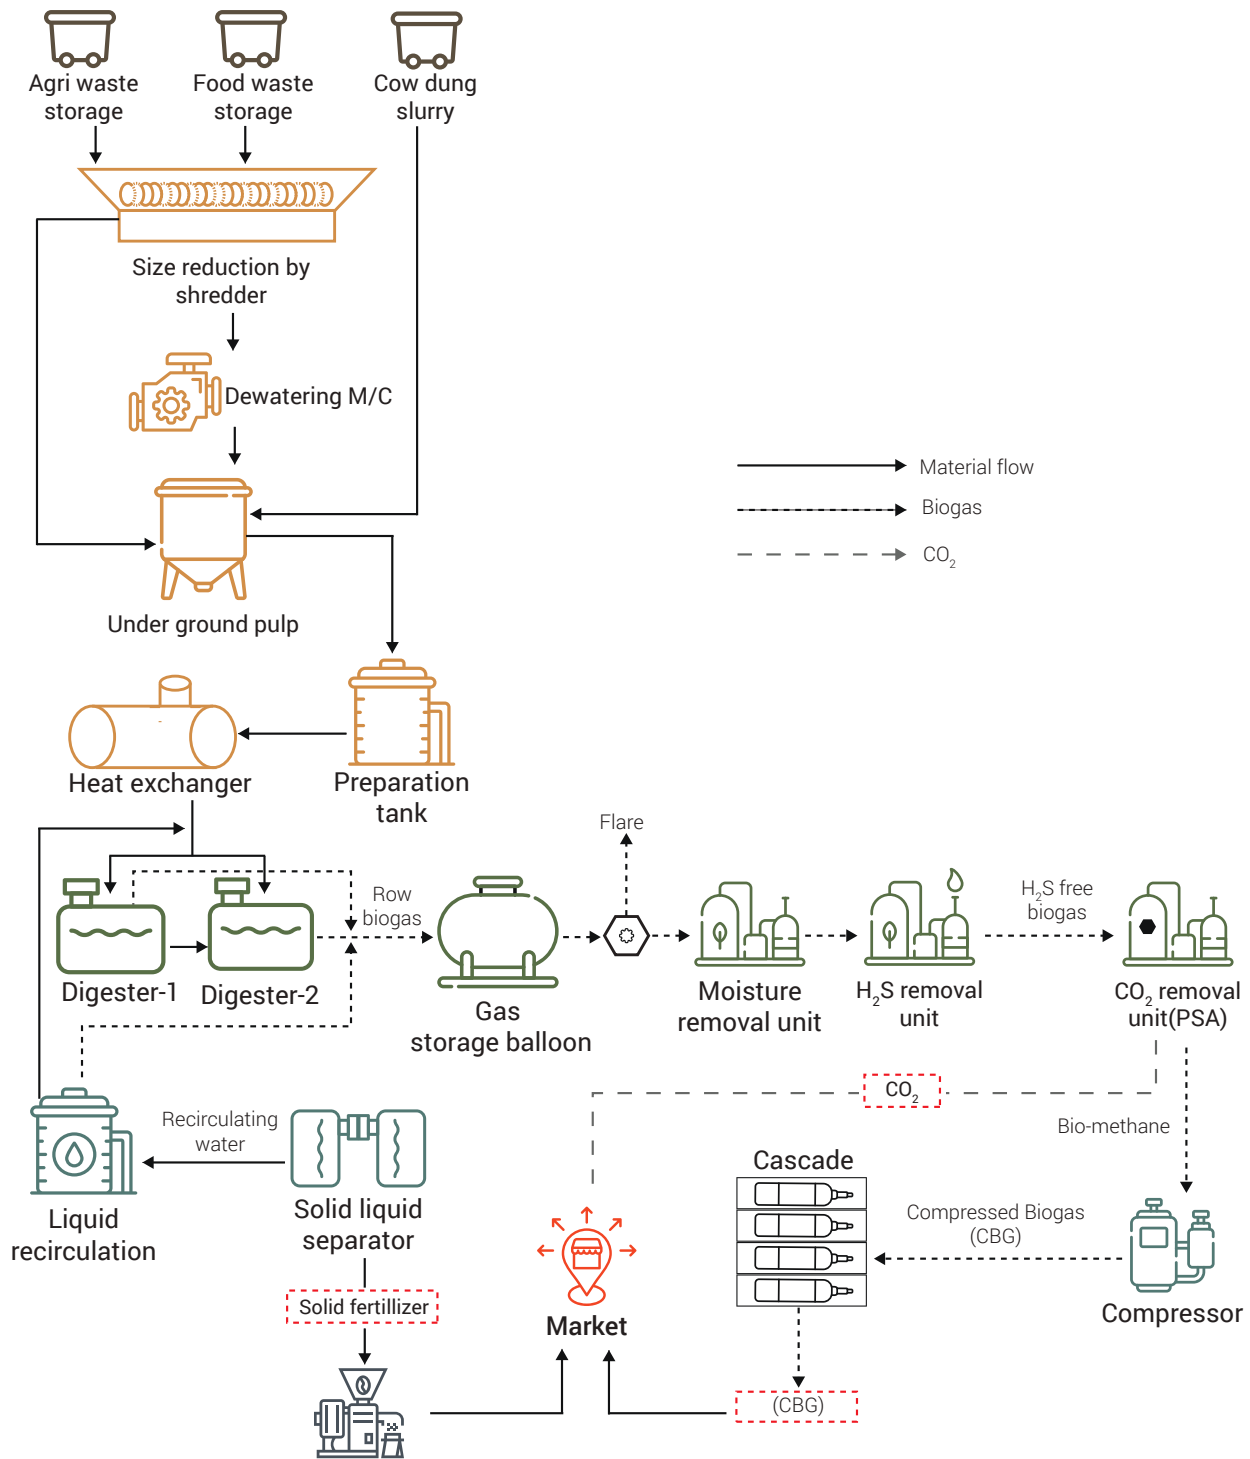 Agri waste
storage
Food waste
storage
Cow dung
slurry
Size reduction by
shredder
Dewatering M/C
Material flow
Biogas
CO₂
Under ground pulp
Heat exchanger
Preparation
tank
Flare
Row
biogas
H₂S free
biogas
Digester-1
Digester-2
Gas
storage balloon
Moisture
removal unit
H₂S removal
unit
CO₂ removal
unit(PSA)
CO₂
Recirculating
water
Bio-methane
Cascade
Liquid
recirculation
Solid liquid
separator
Compressed Biogas
(CBG)
Solid fertillizer
Market
Compressor
(CBG)